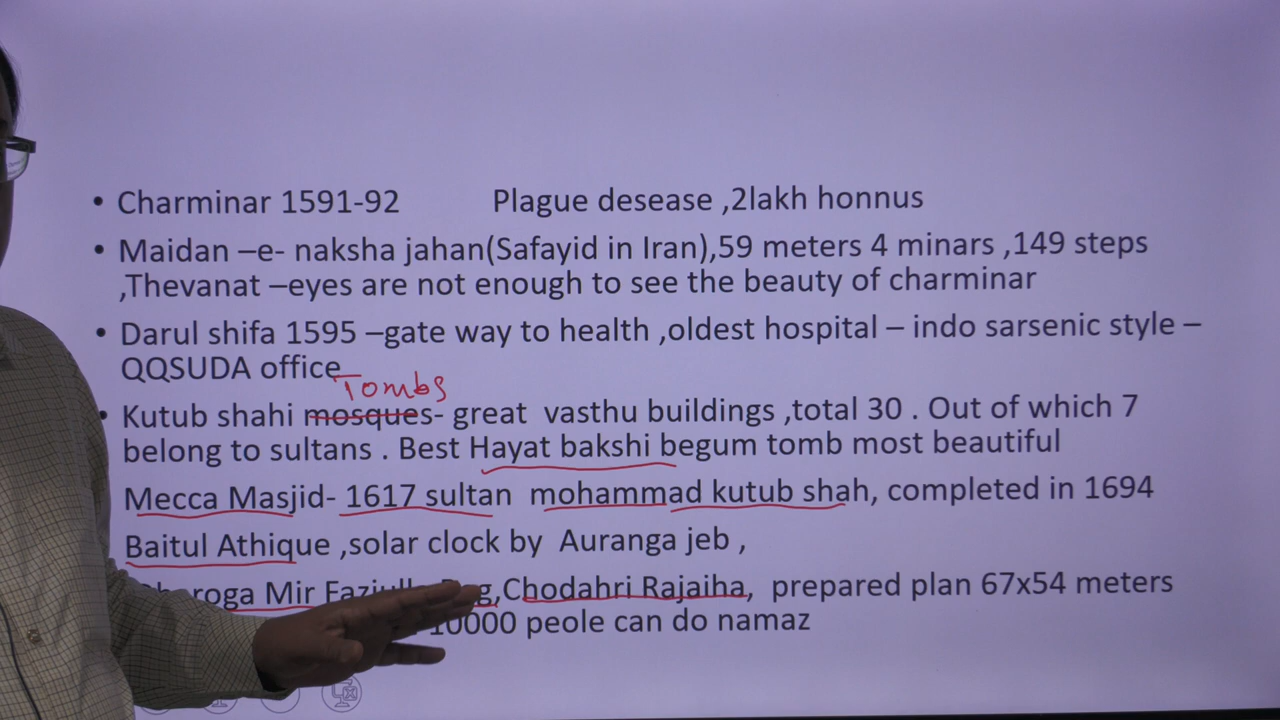 • Charminar 1591-92 Plague desease ,2lakh honnus
• Maidan –e- naksha jahan(Safayid in Iran),59 meters 4 minars ,149 steps
,Thevanat –eyes are not enough to see the beauty of charminar
• Darul shifa 1595 –gate way to health ,oldest hospital – indo sarsenic style –
QQSUDA office
Tombs
• Kutub shahi mosques- great vasthu buildings ,total 30 . Out of which 7
belong to sultans . Best Hayat bakshi begum tomb most beautiful
Mecca Masjid- 1617 sultan mohammad kutub shah, completed in 1694
Baitul Athique ,solar clock by Auranga jeb ,
Mir ,Chodahri Rajaiha, prepared plan 67x54 meters
10000 peole can do namaz